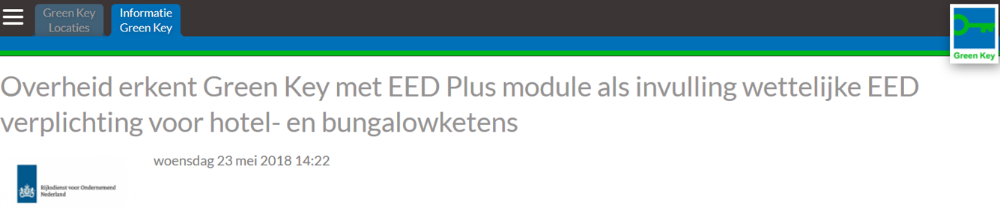 Green Key
Locaties
Informatie
Green Key
Green Key
Overheid erkent Green Key met EED Plus module als invulling wettelijke EED
verplichting voor hotel- en bungalowketens
woensdag 23 mei 2018 14:22
Rijksdienst voor Ondernemend
Nederland